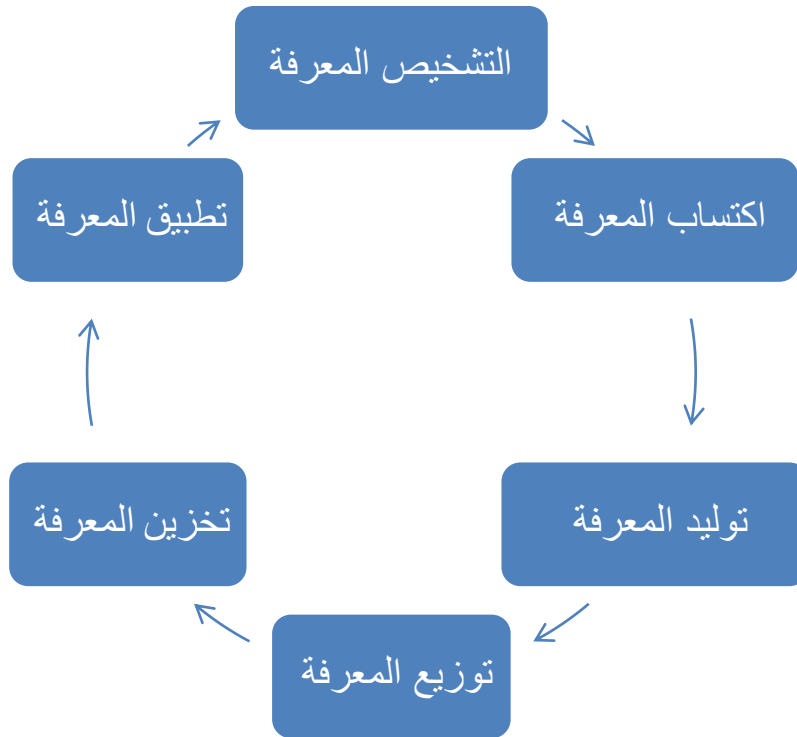 التشخيص المعرفة
اكتساب المعرفة
توليد المعرفة
توزيع المعرفة
تخزين المعرفة
تطبيق المعرفة